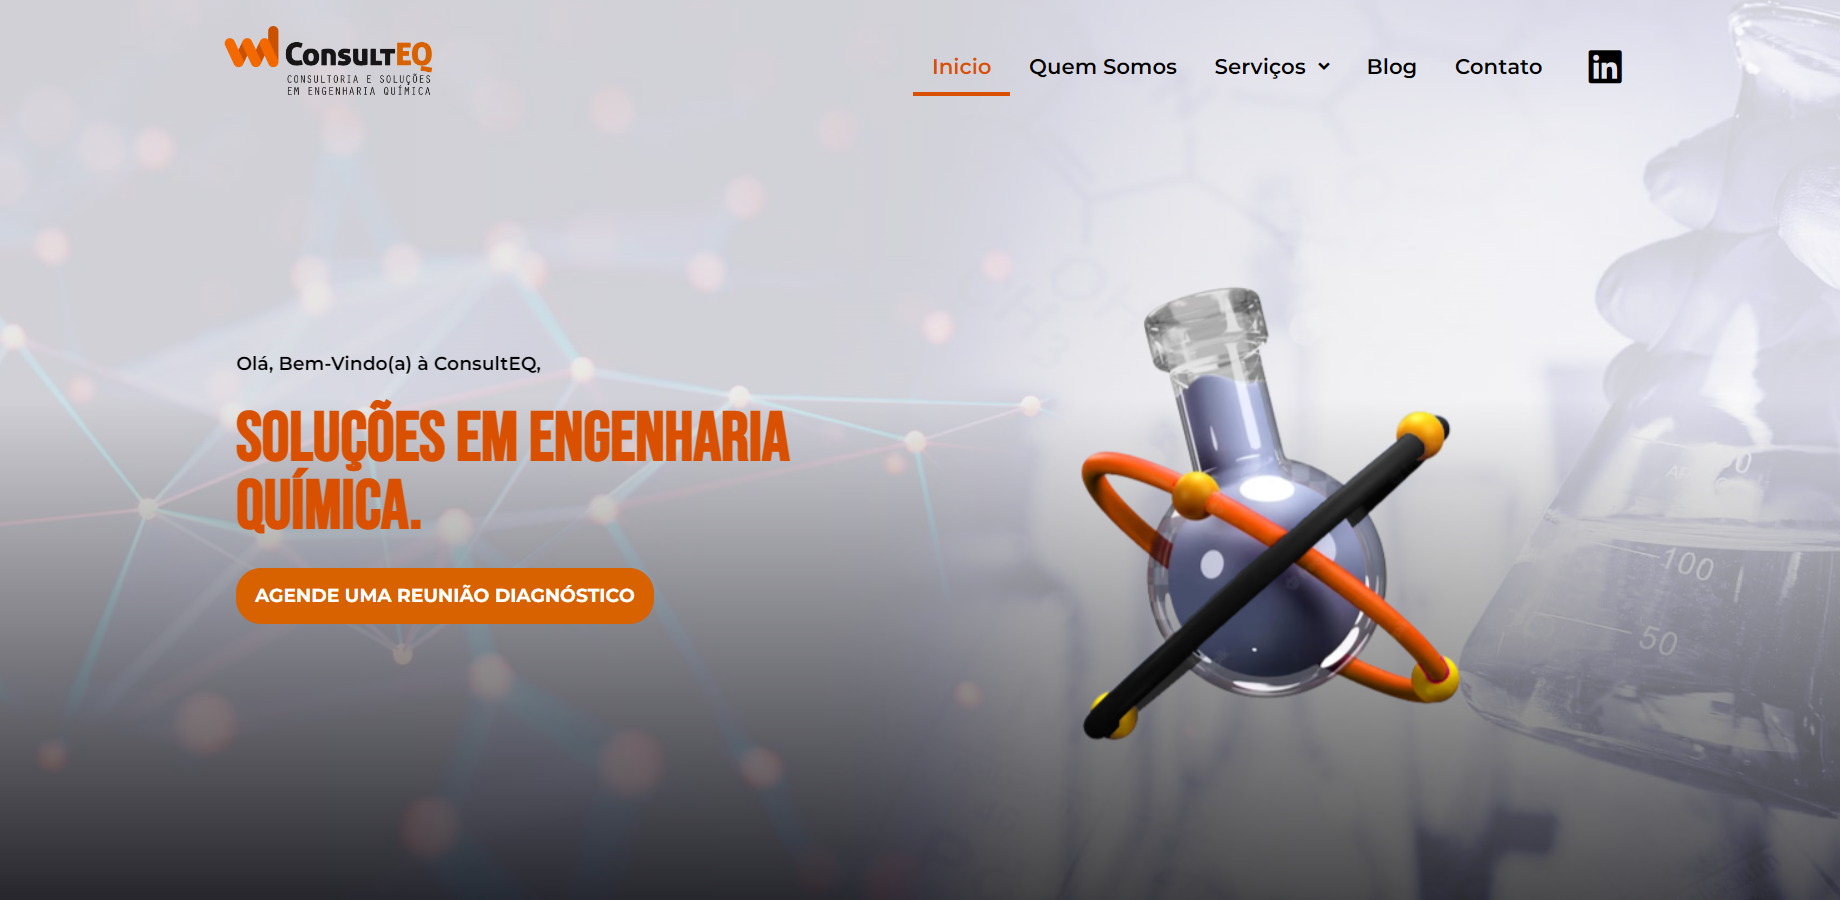 ConsultEQ
CONSULTORIA E SOLUÇÕES
EM ENGENHARIA QUÍMICA
Inicio
Quem Somos
Serviços
Blog
Contato
in
Olá, Bem-Vindo(a) à ConsultEQ,
SOLUÇÕES EM ENGENHARIA
QUÍMICA.
AGENDE UMA REUNIÃO DIAGNÓSTICO
100
50